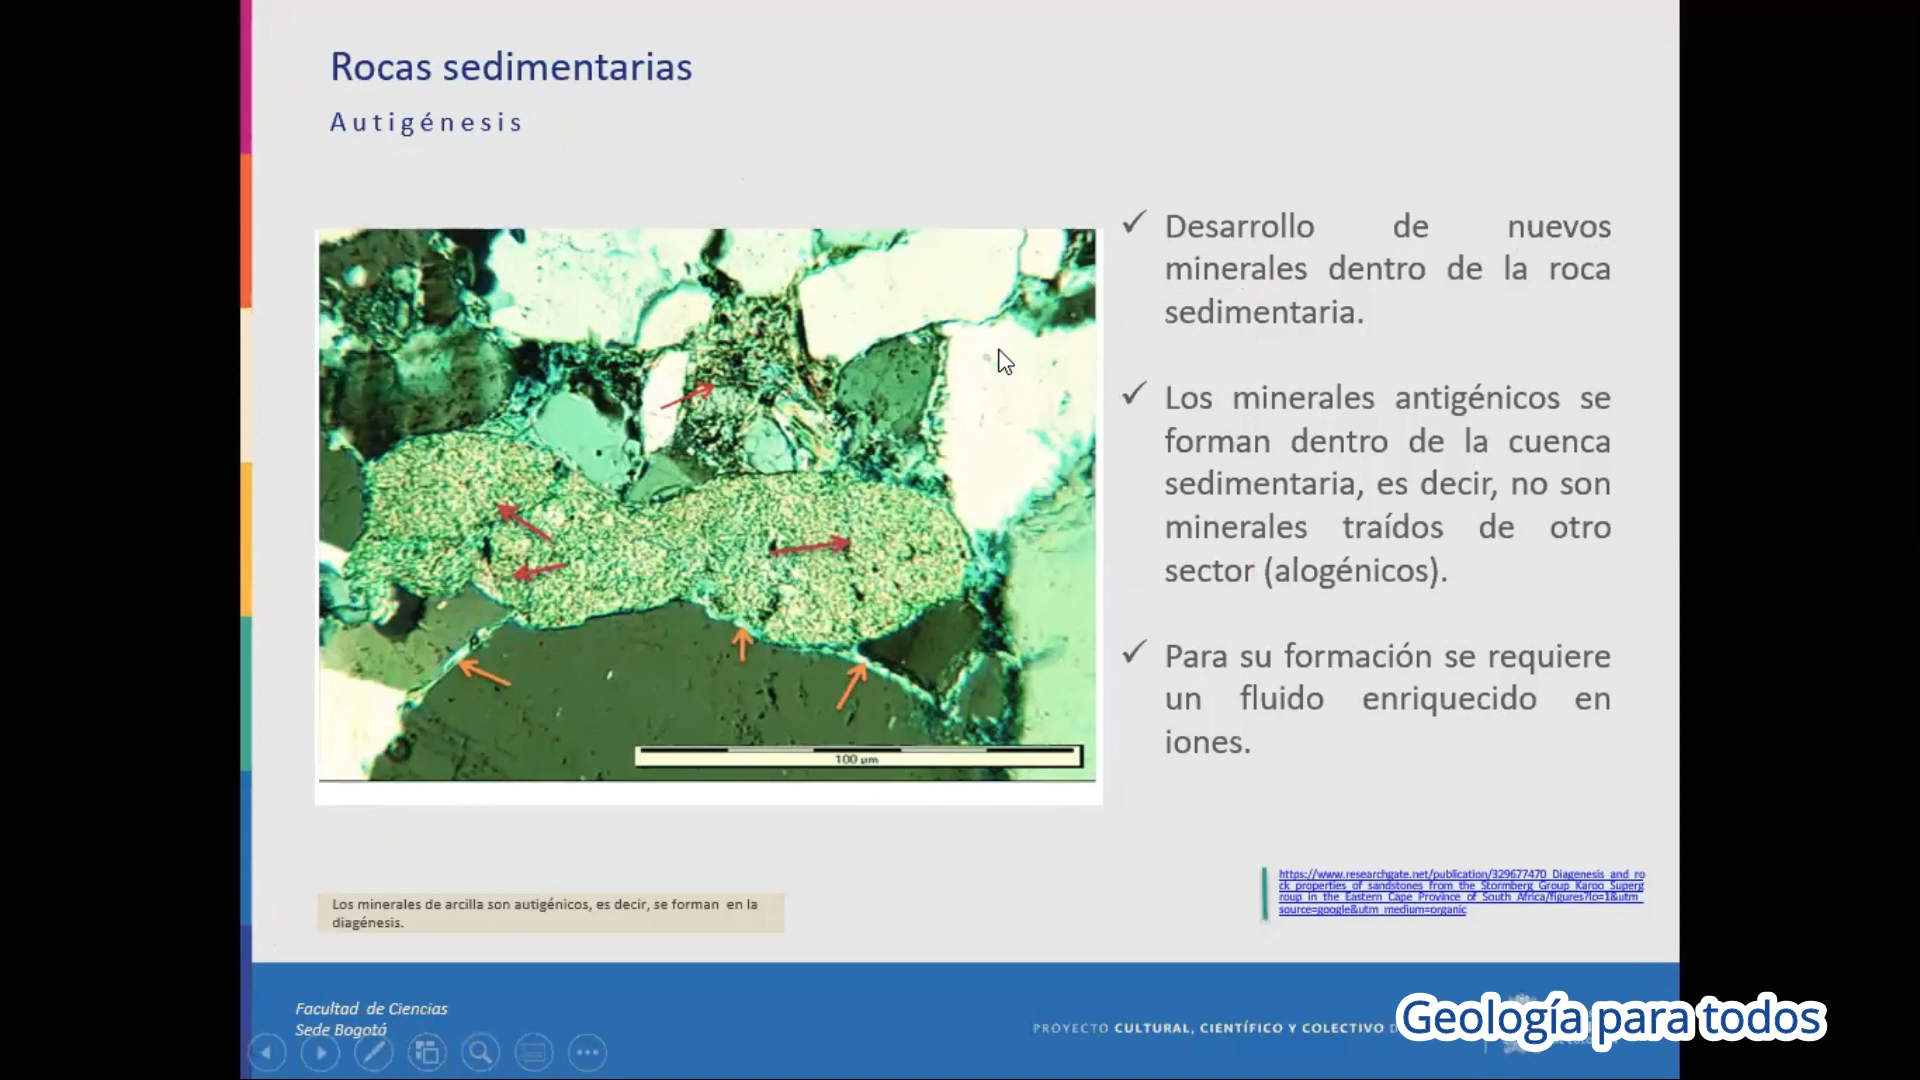 Rocas sedimentarias
Autigénesis
✓ Desarrollo de nuevos
minerales dentro de la roca
sedimentaria.
✓ Los minerales antigénicos se
forman dentro de la cuenca
sedimentaria, es decir, no son
minerales traídos de otro
sector (alogénicos).
✓ Para su formación se requiere
un fluido enriquecido en
iones.
100 µm
Los minerales de arcilla son autigénicos, es decir, se forman en la
diagénesis.
https://www.researchgate.net/publication/329677470_Diagenesis_and_ro
ck_properties_of_sandstones_from_the_Stormberg_Group_Karoo_Superg
roup_in_the_Eastern_Cape_Province_of_South_Africa/figures?lo=1&utm_
source=google&utm_medium=organic
Facultad de Ciencias
Sede Bogotá
PROYECTO CULTURAL, CIENTÍFICO Y COLECTIVO
Geología para todos